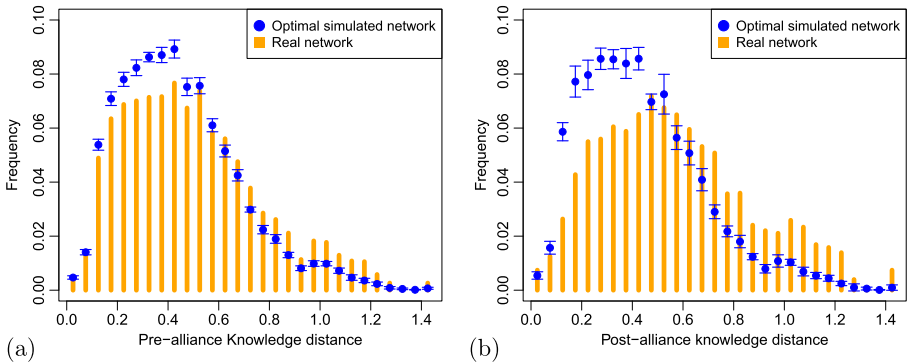 Optimal simulated network
Real network
Frequency
0.00 0.02 0.04 0.06 0.08 0.10
0.0 0.2 0.4 0.6 0.8 1.0 1.2 1.4
Pre−alliance Knowledge distance
(a)
Optimal simulated network
Real network
Frequency
0.00 0.02 0.04 0.06 0.08 0.10
0.0 0.2 0.4 0.6 0.8 1.0 1.2 1.4
Post−alliance knowledge distance
(b)